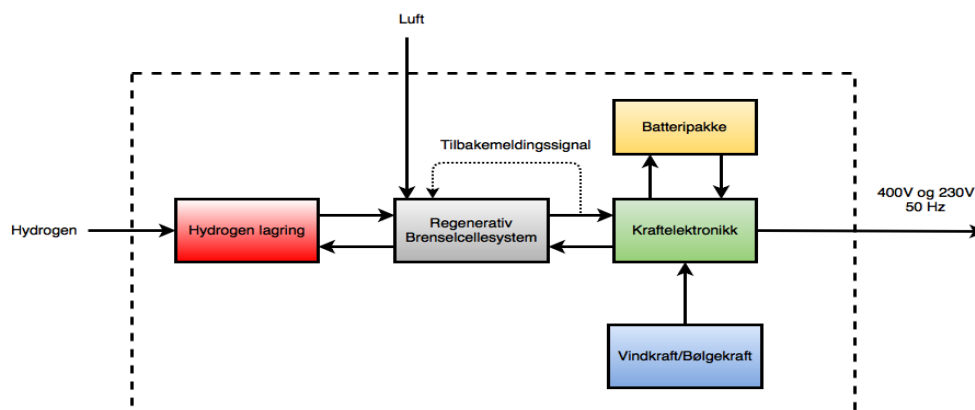 Luft
Batteripakke
Tilbakemeldingssignal
400V og 230V
50 Hz
Hydrogen
Hydrogen lagring
Regenerativ
Brenselcellesystem
Kraftelektronikk
Vindkraft/Bølgekraft